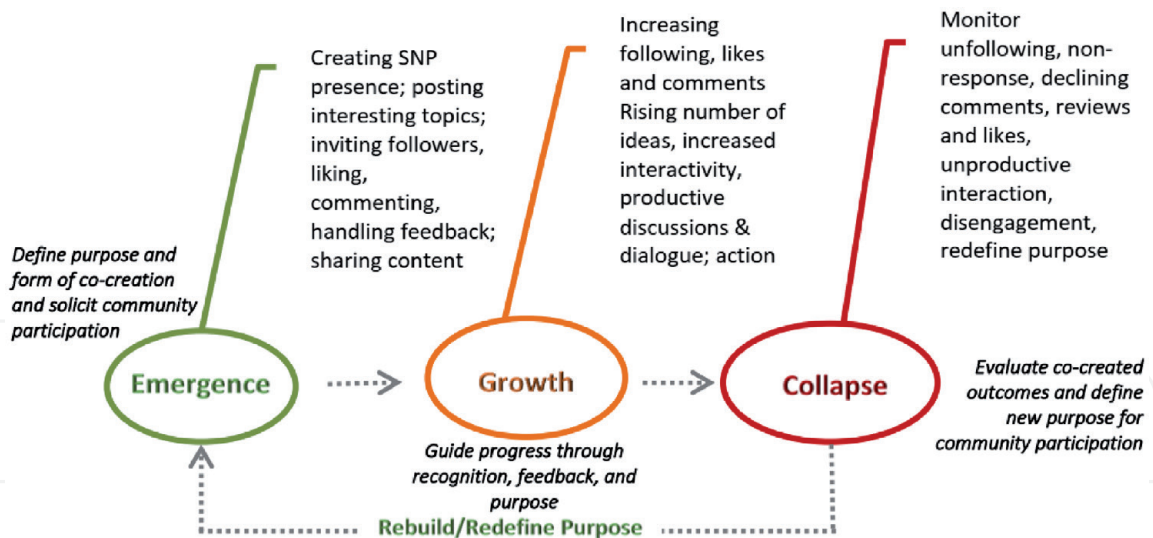 Creating SNP
presence; posting
interesting topics;
inviting followers,
liking,
commenting,
handling feedback;
sharing content
Increasing
following, likes
and comments
Rising number of
ideas, increased
interactivity,
productive
discussions &
dialogue; action
Monitor
unfollowing, non-
response, declining
comments, reviews
and likes,
unproductive
interaction,
disengagement,
redefine purpose
Define purpose and
form of co-creation
and solicit community
participation
Emergence
Growth
Collapse
Evaluate co-created
outcomes and define
new purpose for
community participation
Guide progress through
recognition, feedback, and
purpose
Rebuild/Redefine Purpose